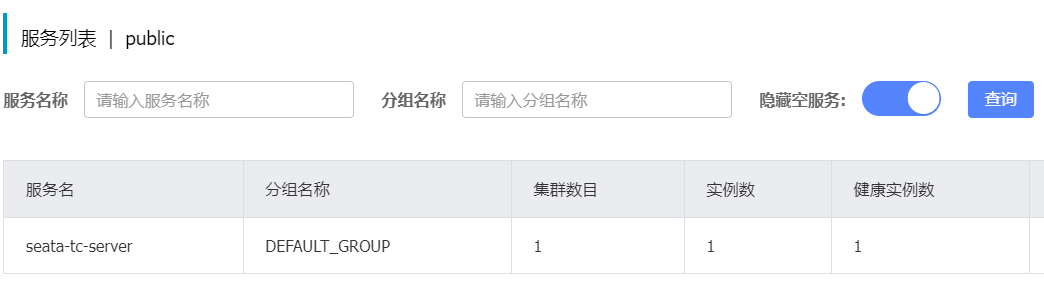 服务列表 | public
服务名称 请输入服务名称 分组名称 请输入分组名称 隐藏空服务: 查询
服务名 分组名称 集群数目 实例数 健康实例数
seata-tc-server DEFAULT_GROUP 1 1 1